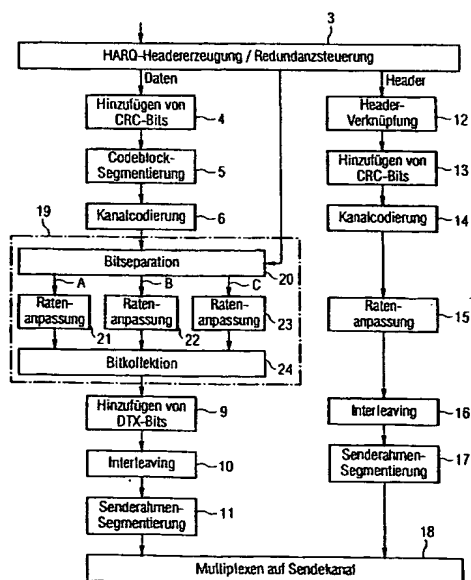 3
HARQ-Headererzeugung / Redundanzsteuerung
Daten
Header
Hinzufügen von
CRC-Bits
4
Header-
Verknüpfung
12
Codeblock-
Segmentierung
5
Hinzufügen von
CRC-Bits
13
Kanalcodierung
6
Kanalcodierung
14
19
Bitseparation
20
A
B
C
Raten-
anpassung
21
Raten-
anpassung
22
Raten-
anpassung
23
Raten-
anpassung
15
Bitkollektion
24
Hinzufügen von
DTX-Bits
9
Interleaving
16
Interleaving
10
Senderahmen-
Segmentierung
17
Senderahmen-
Segmentierung
11
18
Multiplexen auf Sendekanal